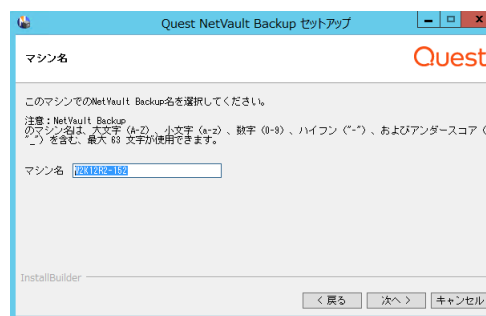 Quest NetVault Backup セットアップ
マシン名
Quest
このマシンでのNetVault Backup名を選択してください。
注意：NetVault Backup
のマシン名は、大文字（A-Z）、小文字（a-z）、数字（0-9）、ハイフン（"-"）、およびアンダースコア（
"_"）を含む、最大 63 文字が使用できます。
マシン名 W2K12R2-152
InstallBuilder
< 戻る 次へ > キャンセル